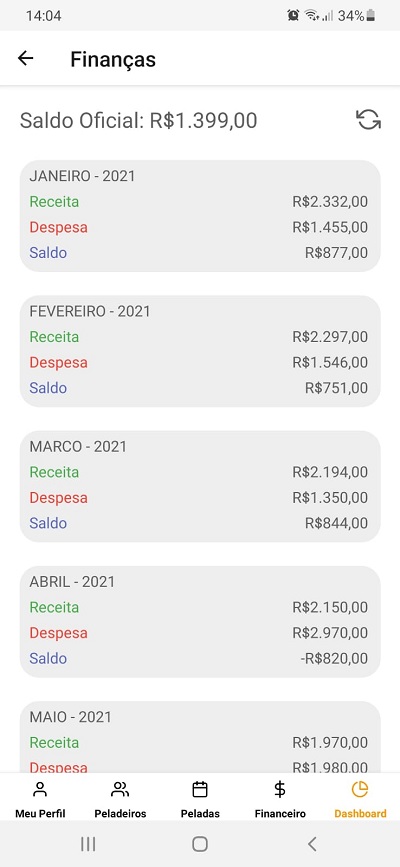 14:04 34%
Finanças
Saldo Oficial: R$1.399,00
JANEIRO - 2021
Receita R$2.332,00
Despesa R$1.455,00
Saldo R$877,00
FEVEREIRO - 2021
Receita R$2.297,00
Despesa R$1.546,00
Saldo R$751,00
MARCO - 2021
Receita R$2.194,00
Despesa R$1.350,00
Saldo R$844,00
ABRIL - 2021
Receita R$2.150,00
Despesa R$2.970,00
Saldo -R$820,00
MAIO - 2021
Receita R$1.970,00
Despesa R$1.980,00
Meu Perfil Peladeiros Peladas Financeiro Dashboard